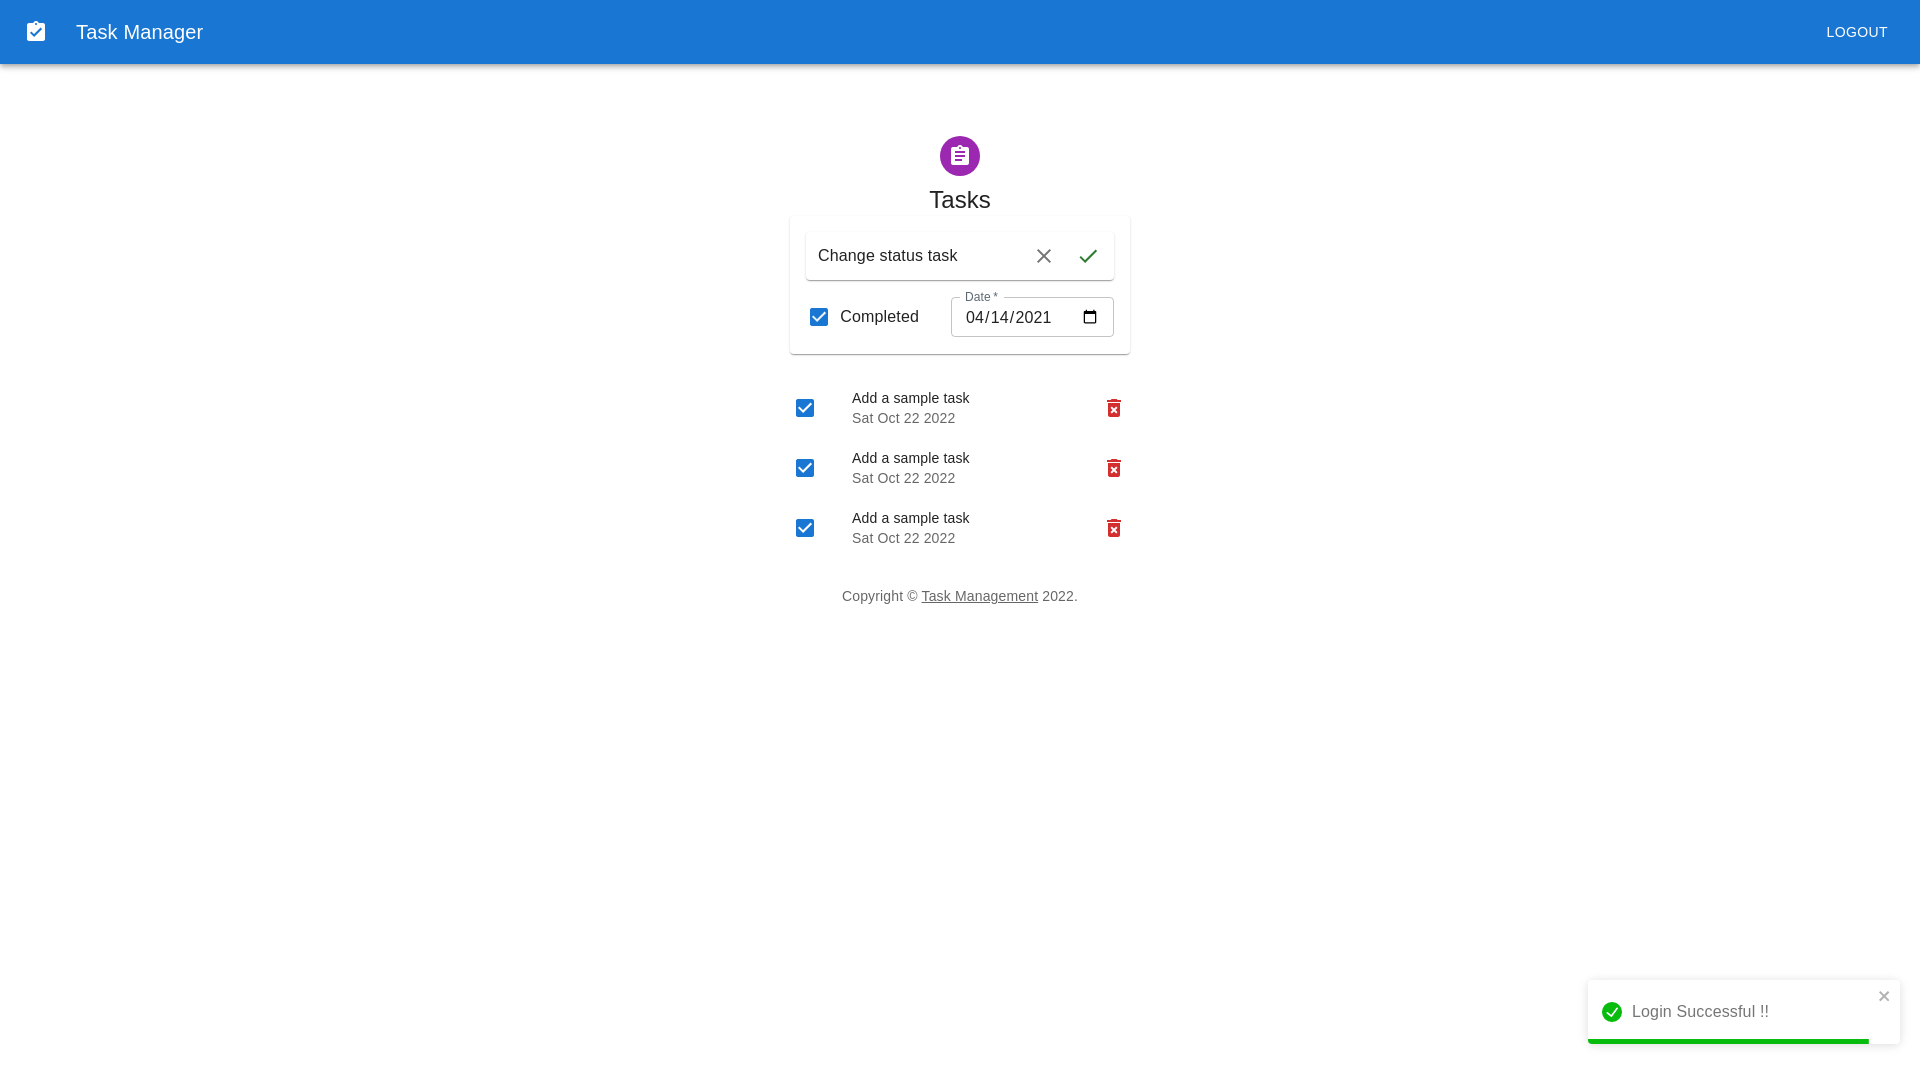 Task Manager
LOGOUT
Tasks
Change status task
Date *
Completed
04/14/2021
Add a sample task
Sat Oct 22 2022
Add a sample task
Sat Oct 22 2022
Add a sample task
Sat Oct 22 2022
Copyright © Task Management 2022.
Login Successful !!